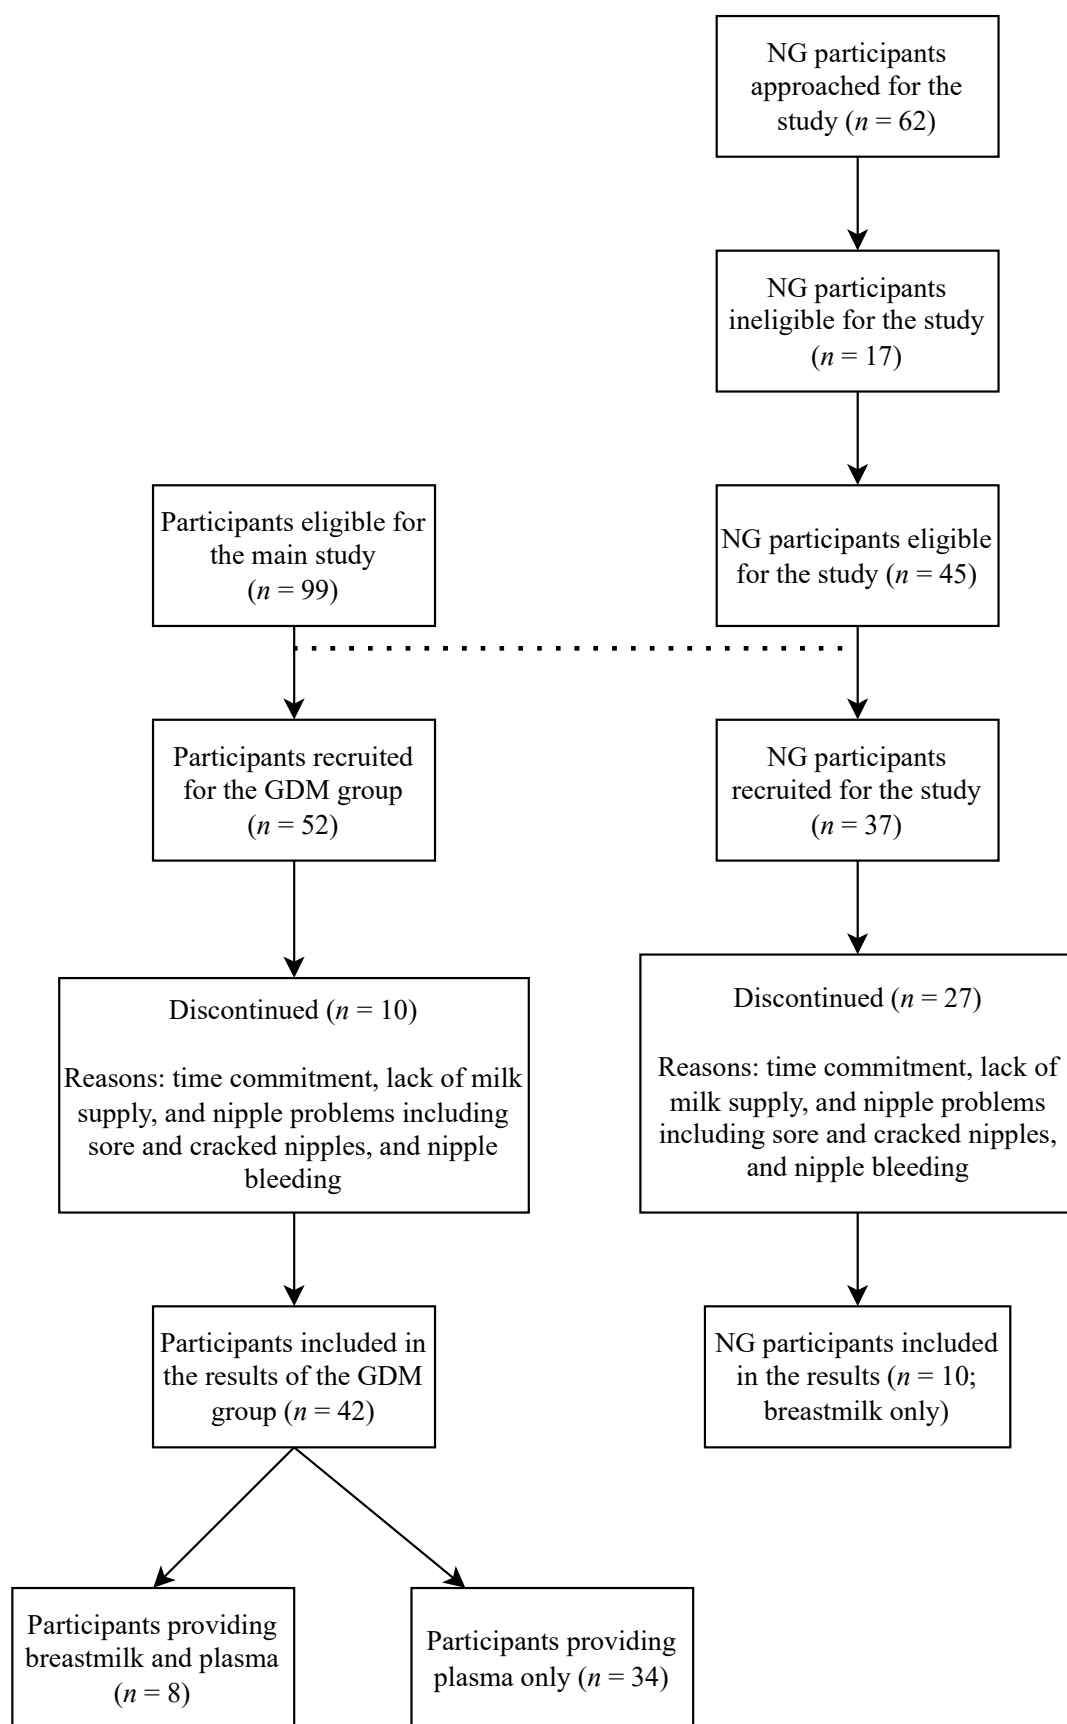 NG participants
approached for the
study (n = 62)
NG participants
ineligible for the study
(n = 17)
Participants eligible for
the main study
(n = 99)
NG participants eligible
for the study (n = 45)
Participants recruited
for the GDM group
(n = 52)
NG participants
recruited for the study
(n = 37)
Discontinued (n = 10)
Reasons: time commitment, lack of milk
supply, and nipple problems including
sore and cracked nipples, and nipple
bleeding
Discontinued (n = 27)
Reasons: time commitment, lack of
milk supply, and nipple problems
including sore and cracked nipples,
and nipple bleeding
Participants included in
the results of the GDM
group (n = 42)
NG participants included
in the results (n = 10;
breastmilk only)
Participants providing
breastmilk and plasma
(n = 8)
Participants providing
plasma only (n = 34)